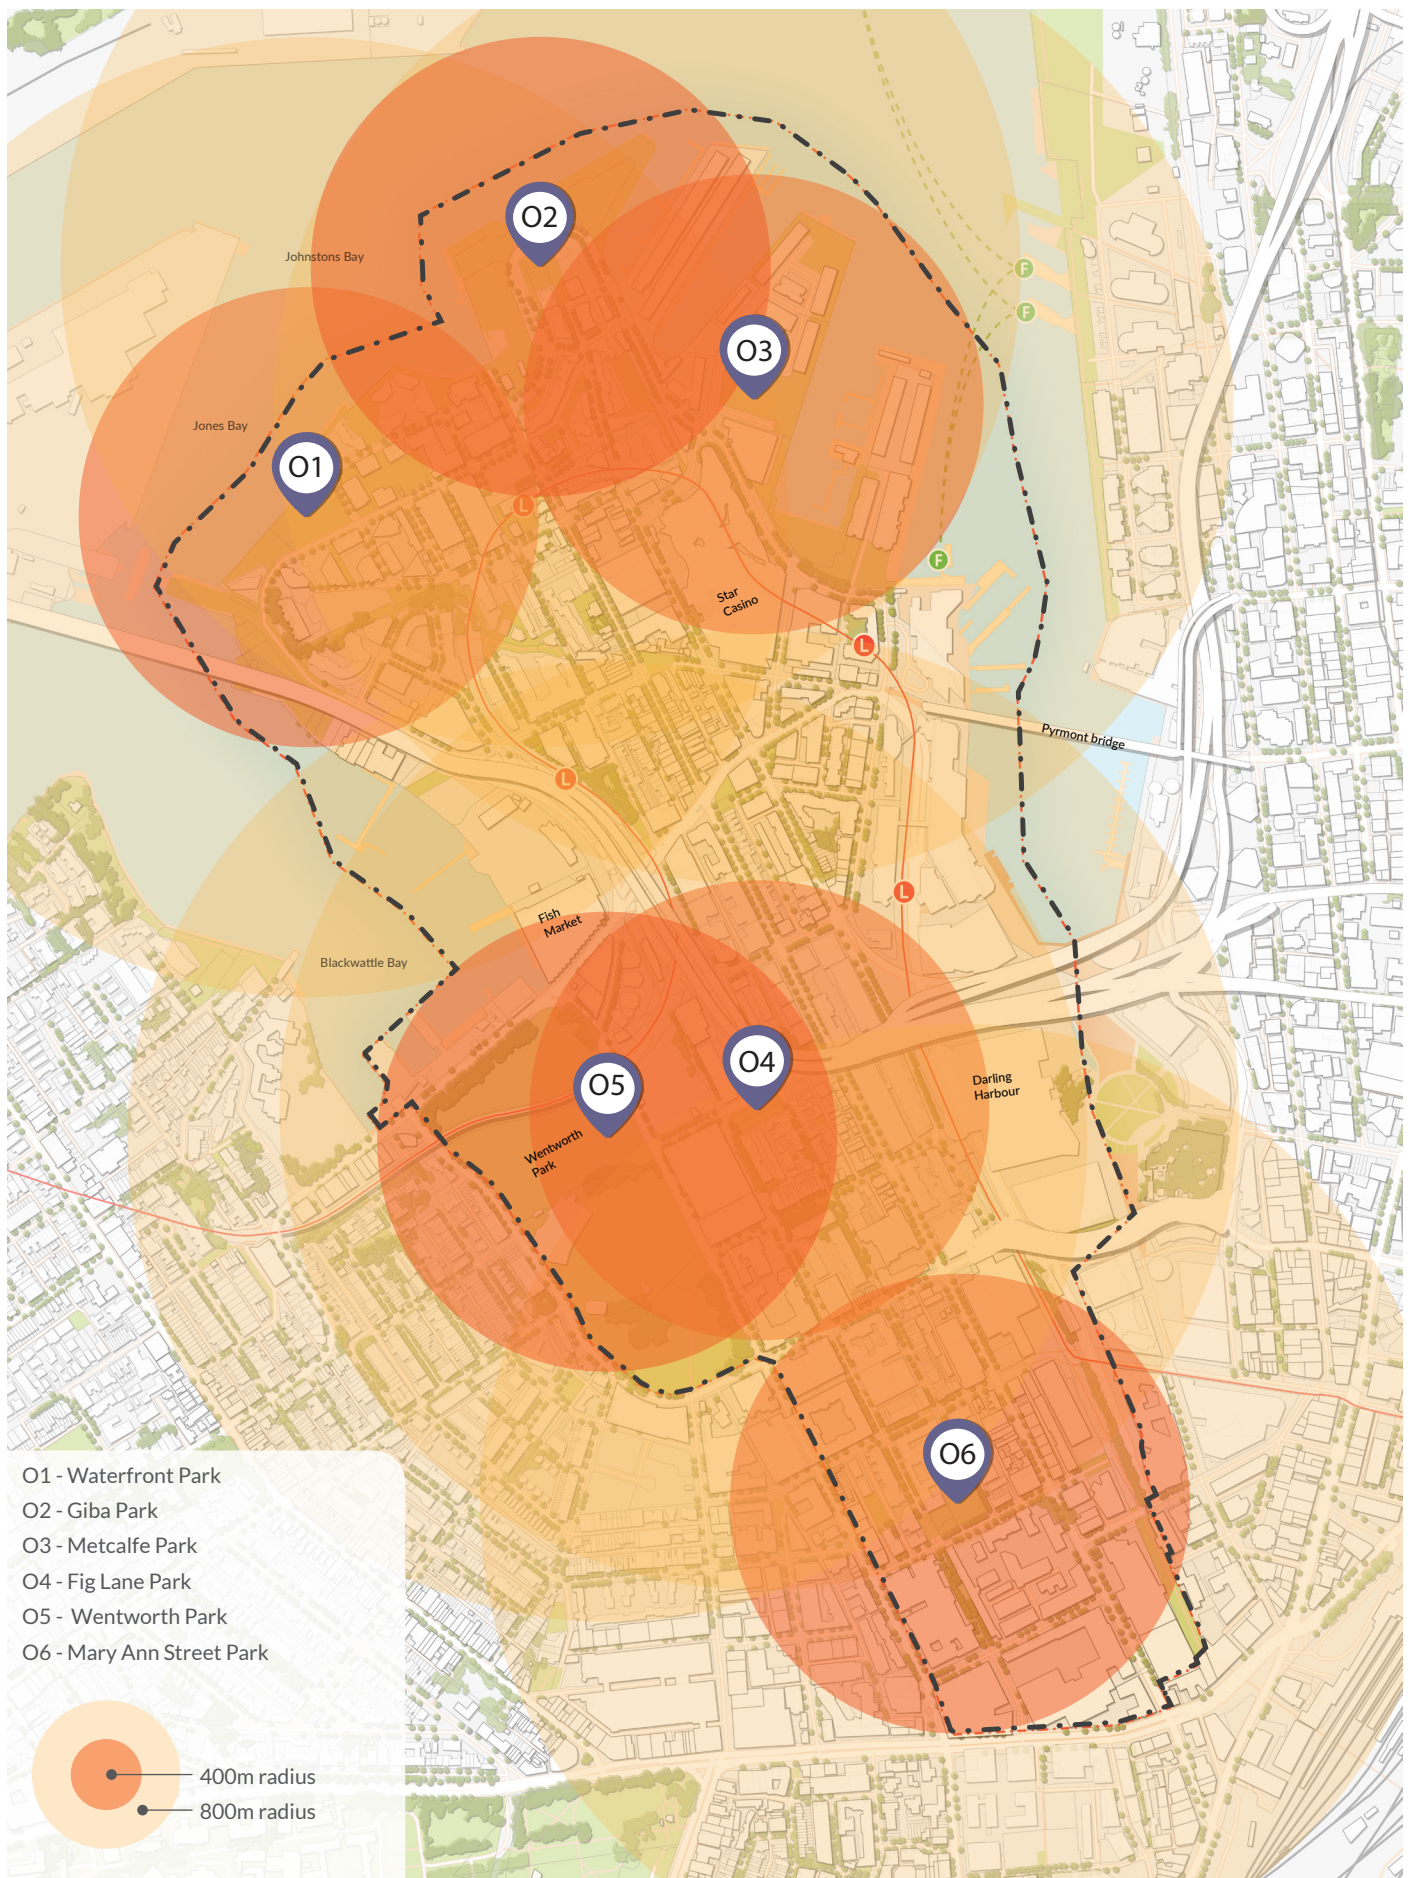 O2
Johnstons Bay
F
F
O3
Jones Bay
O1
L
F
Star
Casino
L
Pyrmont bridge
L
L
Fish
Market
Blackwattle Bay
O4
O5
Darling
Harbour
Wentworth
Park
O6
O1 - Waterfront Park
O2 - Giba Park
O3 - Metcalfe Park
O4 - Fig Lane Park
O5 - Wentworth Park
O6 - Mary Ann Street Park
400m radius
800m radius